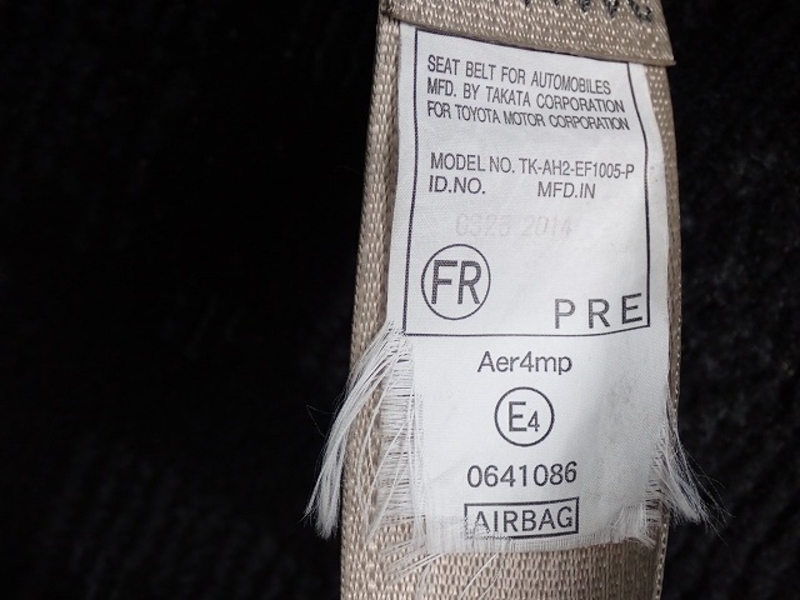 SEAT BELT FOR AUTOMOBILES
MFD. BY TAKATA CORPORATION
FOR TOYOTA MOTOR CORPORATION
MODEL NO. TK-AH2-EF1005-P
ID.NO. MFD.IN
2014
FR
PRE
Aer4mp
E4
0641086
AIRBAG